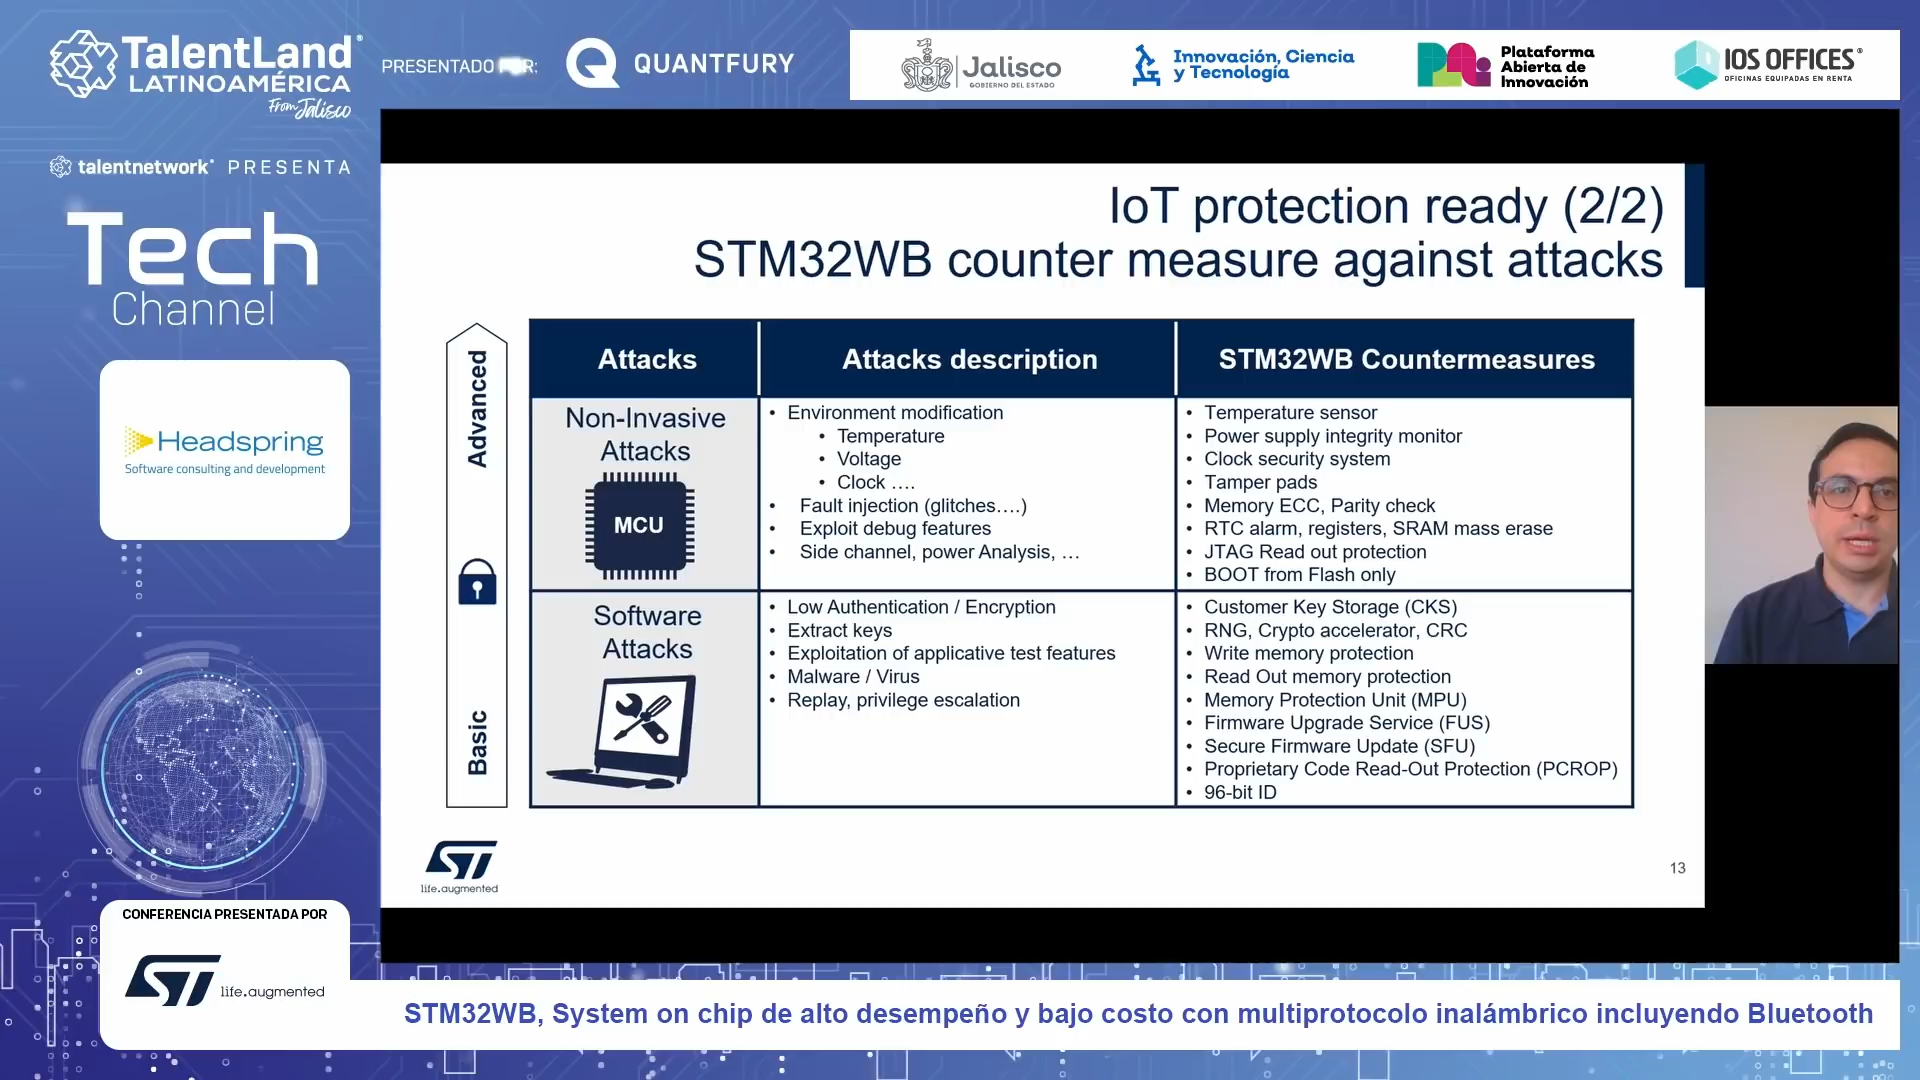 TalentLand
LATINOAMÉRICA
From Jalisco
PRESENTADO POR:
QUANTFURY
Jalisco
GOBIERNO DEL ESTADO
Innovación, Ciencia
y Tecnología
Plataforma
Abierta de
Innovación
IOS OFFICES
OFICINAS EQUIPADAS EN RENTA
talentnetwork PRESENTA
Tech
Channel
Headspring
Software consulting and development
IoT protection ready (2/2)
STM32WB counter measure against attacks
Advanced
Basic
Attacks
Attacks description
STM32WB Countermeasures
Non-Invasive
Attacks
MCU
• Environment modification
• Temperature
• Voltage
• Clock ….
• Fault injection (glitches….)
• Exploit debug features
• Side channel, power Analysis, …
• Temperature sensor
• Power supply integrity monitor
• Clock security system
• Tamper pads
• Memory ECC, Parity check
• RTC alarm, registers, SRAM mass erase
• JTAG Read out protection
• BOOT from Flash only
Software
Attacks
• Low Authentication / Encryption
• Extract keys
• Exploitation of applicative test features
• Malware / Virus
• Replay, privilege escalation
• Customer Key Storage (CKS)
• RNG, Crypto accelerator, CRC
• Write memory protection
• Read Out memory protection
• Memory Protection Unit (MPU)
• Firmware Upgrade Service (FUS)
• Secure Firmware Update (SFU)
• Proprietary Code Read-Out Protection (PCROP)
• 96-bit ID
ST
life.augmented
13
CONFERENCIA PRESENTADA POR
ST life.augmented
STM32WB, System on chip de alto desempeño y bajo costo con multiprotocolo inalámbrico incluyendo Bluetooth